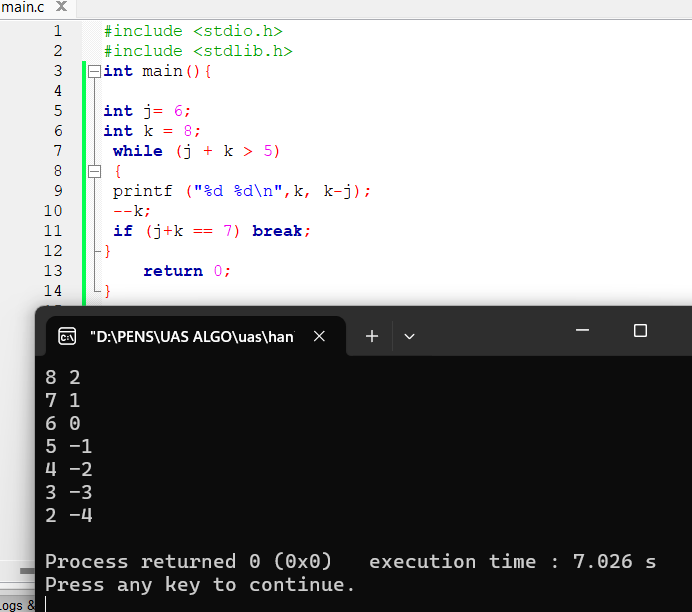 main.c X
1 #include <stdio.h>
2 #include <stdlib.h>
3 int main(){
4
5 int j= 6;
6 int k = 8;
7 while (j + k > 5)
8 {
9 printf ("%d %d\n",k, k-j);
10 --k;
11 if (j+k == 7) break;
12 }
13 return 0;
14 }
"D:\PENS\UAS ALGO\uas\han
8 2
7 1
6 0
5 -1
4 -2
3 -3
2 -4
Process returned 0 (0x0)   execution time : 7.026 s
Press any key to continue.
ogs &